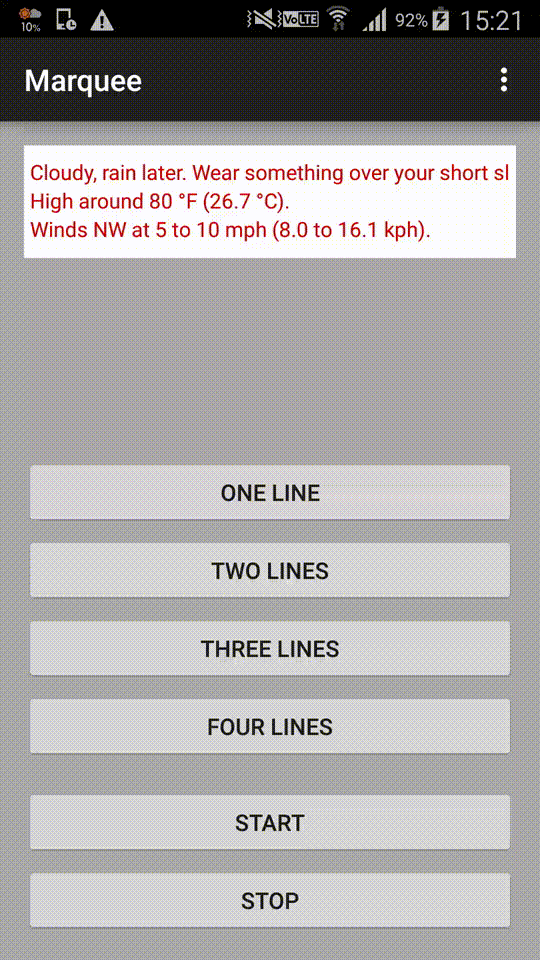 10% VoLTE 92% 15:21
Marquee
Cloudy, rain later. Wear something over your short sl
High around 80 °F (26.7 °C).
Winds NW at 5 to 10 mph (8.0 to 16.1 kph).
ONE LINE
TWO LINES
THREE LINES
FOUR LINES
START
STOP